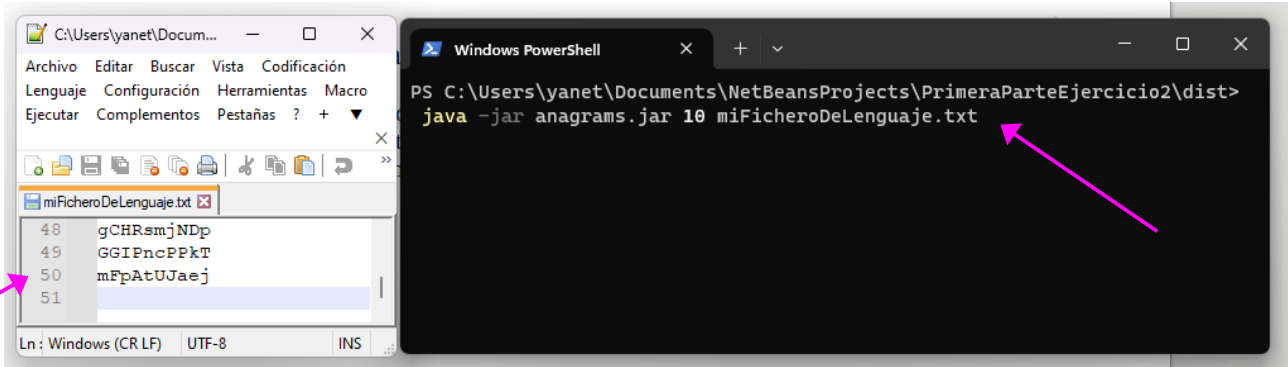 C:\Users\yanet\Docum...
Archivo Editar Buscar Vista Codificación
Lenguaje Configuración Herramientas Macro
Ejecutar Complementos Pestañas ? + ▼
miFicheroDeLenguaje.txt
48 gCHRsmjNDp
49 GGIPncPPkT
50 mFpAtUJaej
51
Ln : Windows (CR LF) UTF-8 INS
Windows PowerShell
PS C:\Users\yanet\Documents\NetBeansProjects\PrimeraParteEjercicio2\dist>
java -jar anagrams.jar 10 miFicheroDeLenguaje.txt